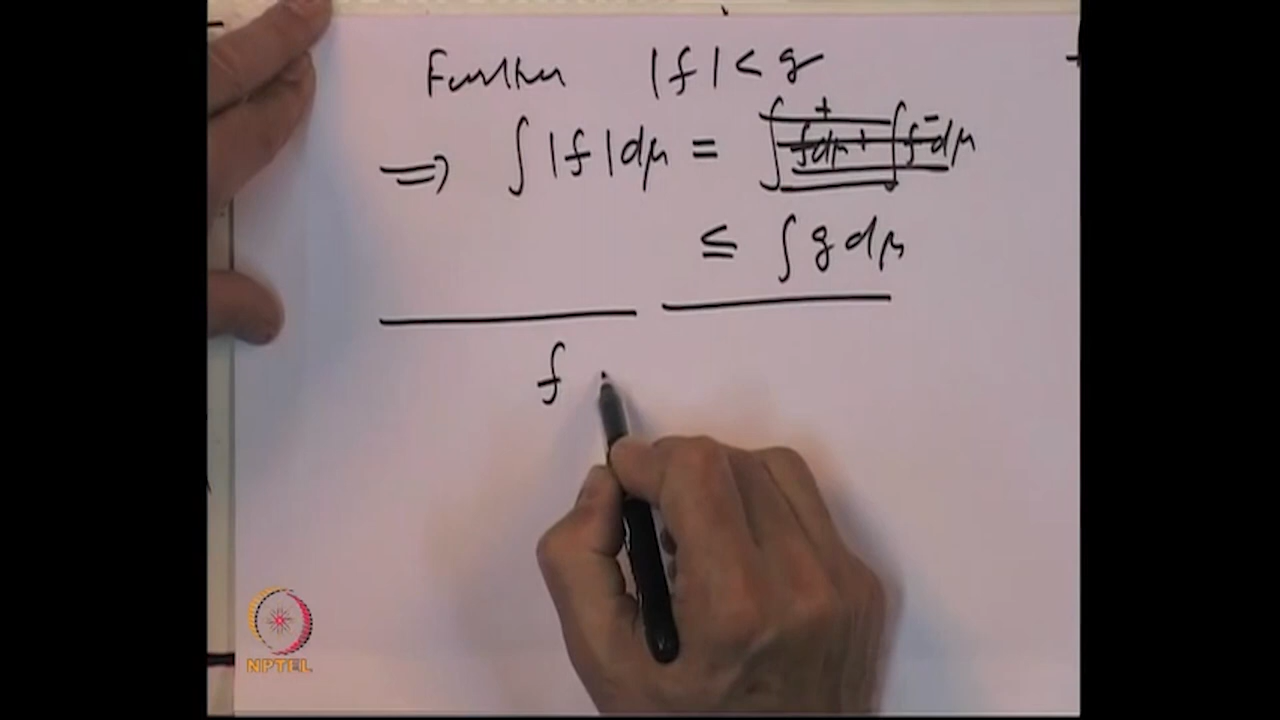 Further |f| < g
⇒ ∫ |f| dμ = ∫ f⁺dμ + ∫ f⁻dμ
≤ ∫ g dμ
f
NPTEL